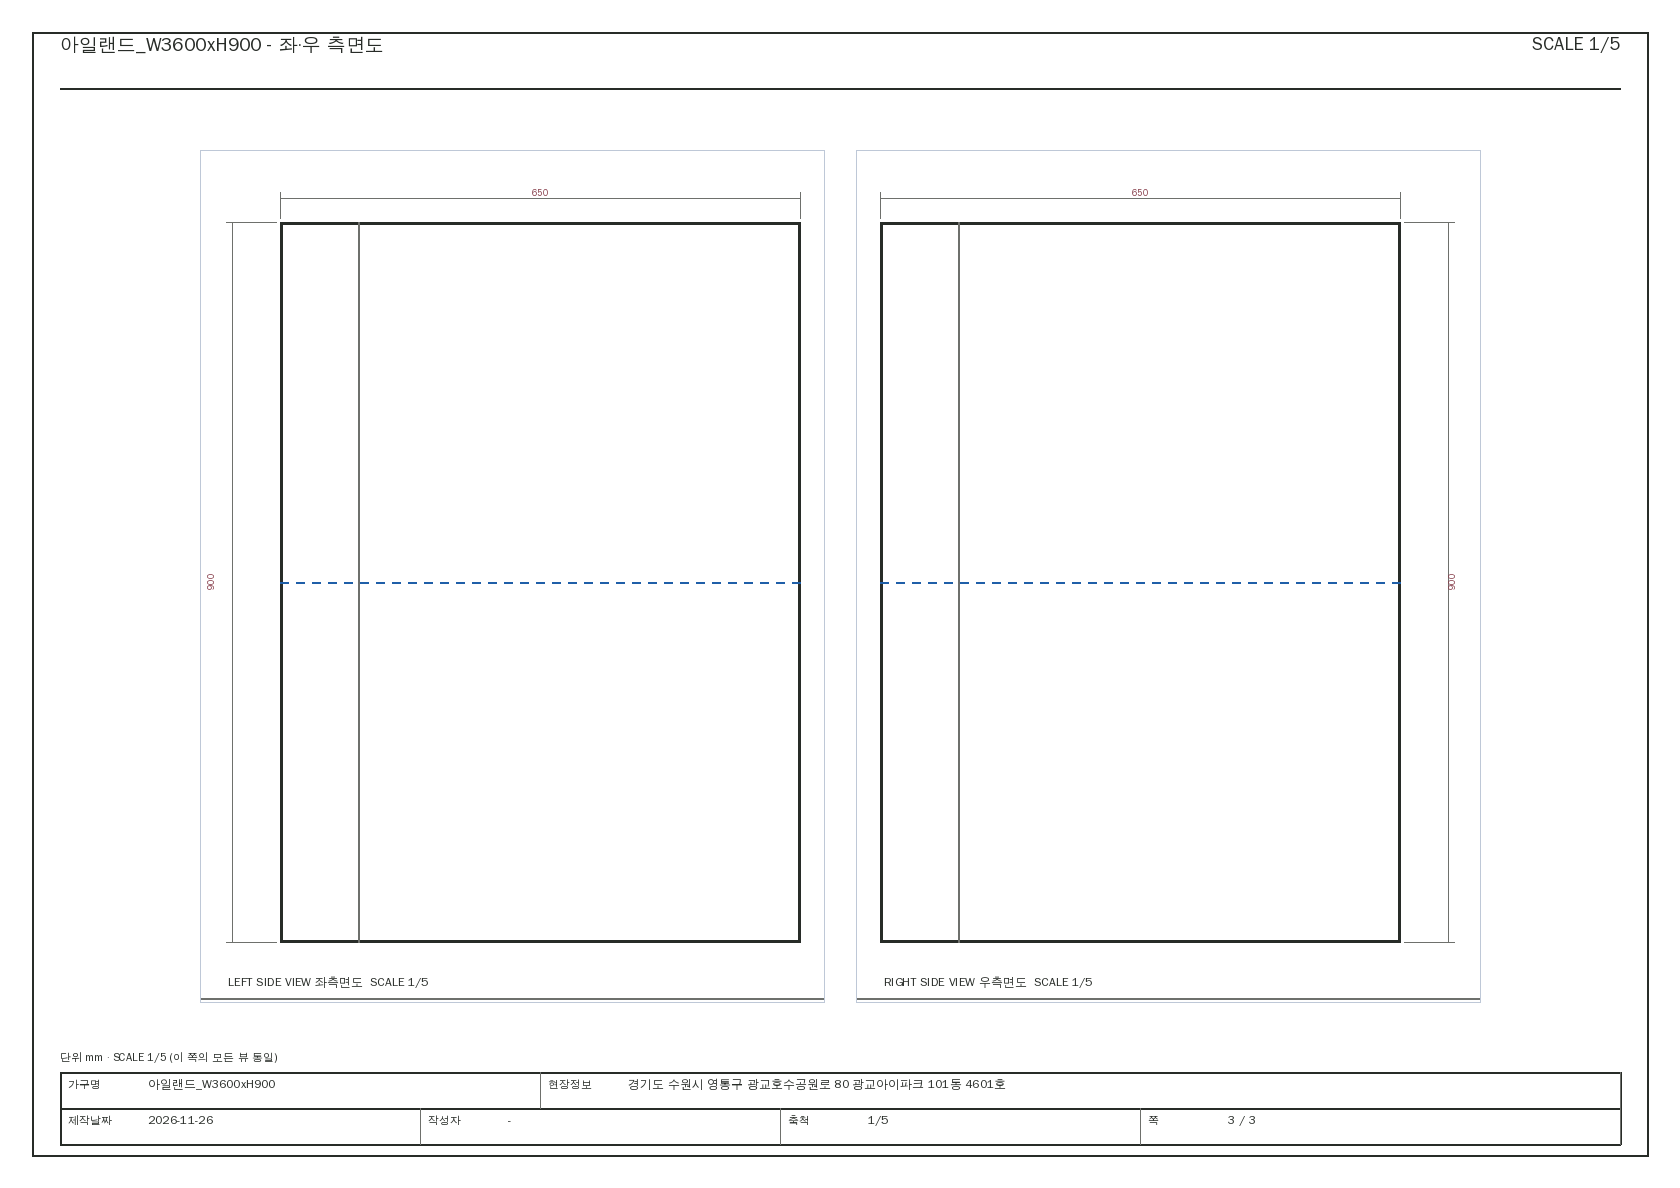 아일랜드_W3600xH900 - 좌·우 측면도
SCALE 1/5
650
650
900
900
LEFT SIDE VIEW 좌측면도 SCALE 1/5
RIGHT SIDE VIEW 우측면도 SCALE 1/5
단위 mm · SCALE 1/5 (이 쪽의 모든 뷰 통일)
가구명 아일랜드_W3600xH900 현장정보 경기도 수원시 영통구 광교호수공원로 80 광교아이파크 101동 4601호
제작날짜 2026-11-26 작성자 - 축척 1/5 쪽 3 / 3